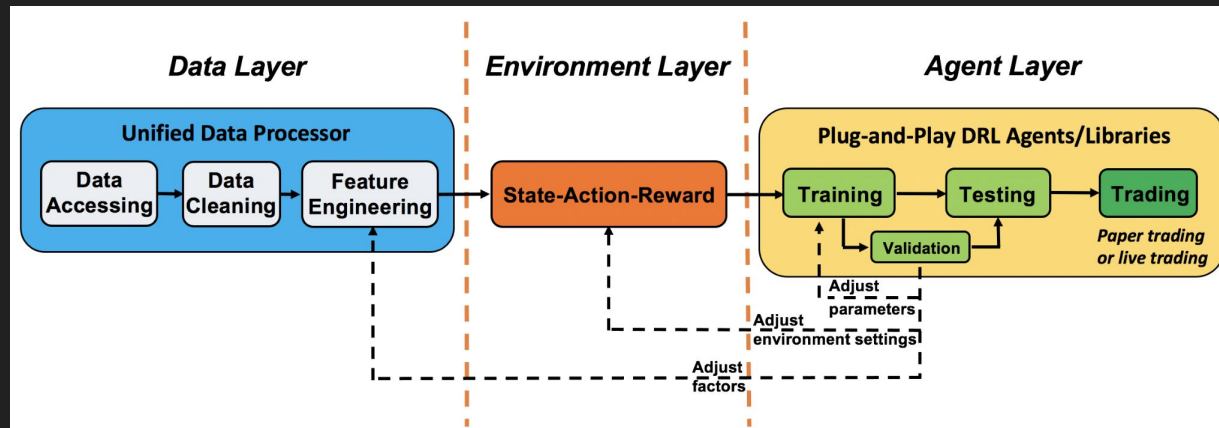 Data Layer
Environment Layer
Agent Layer
Unified Data Processor
Data
Accessing
Data
Cleaning
Feature
Engineering
State-Action-Reward
Plug-and-Play DRL Agents/Libraries
Training
Testing
Trading
Validation
Paper trading
or live trading
Adjust
parameters
Adjust
environment settings
Adjust
factors